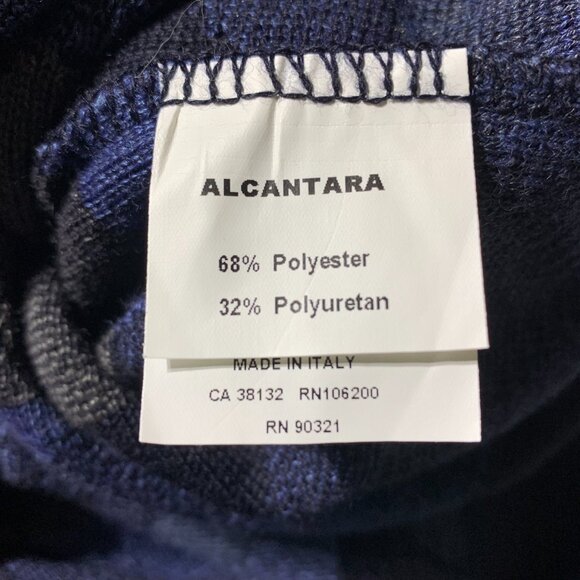 ALCANTARA
68% Polyester
32% Polyuretan
MADE IN ITALY
CA 38132 RN106200
RN 90321